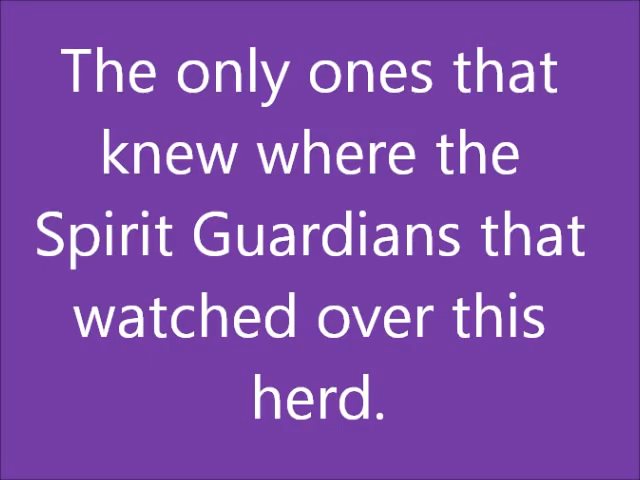 The only ones that
knew where the
Spirit Guardians that
watched over this
herd.